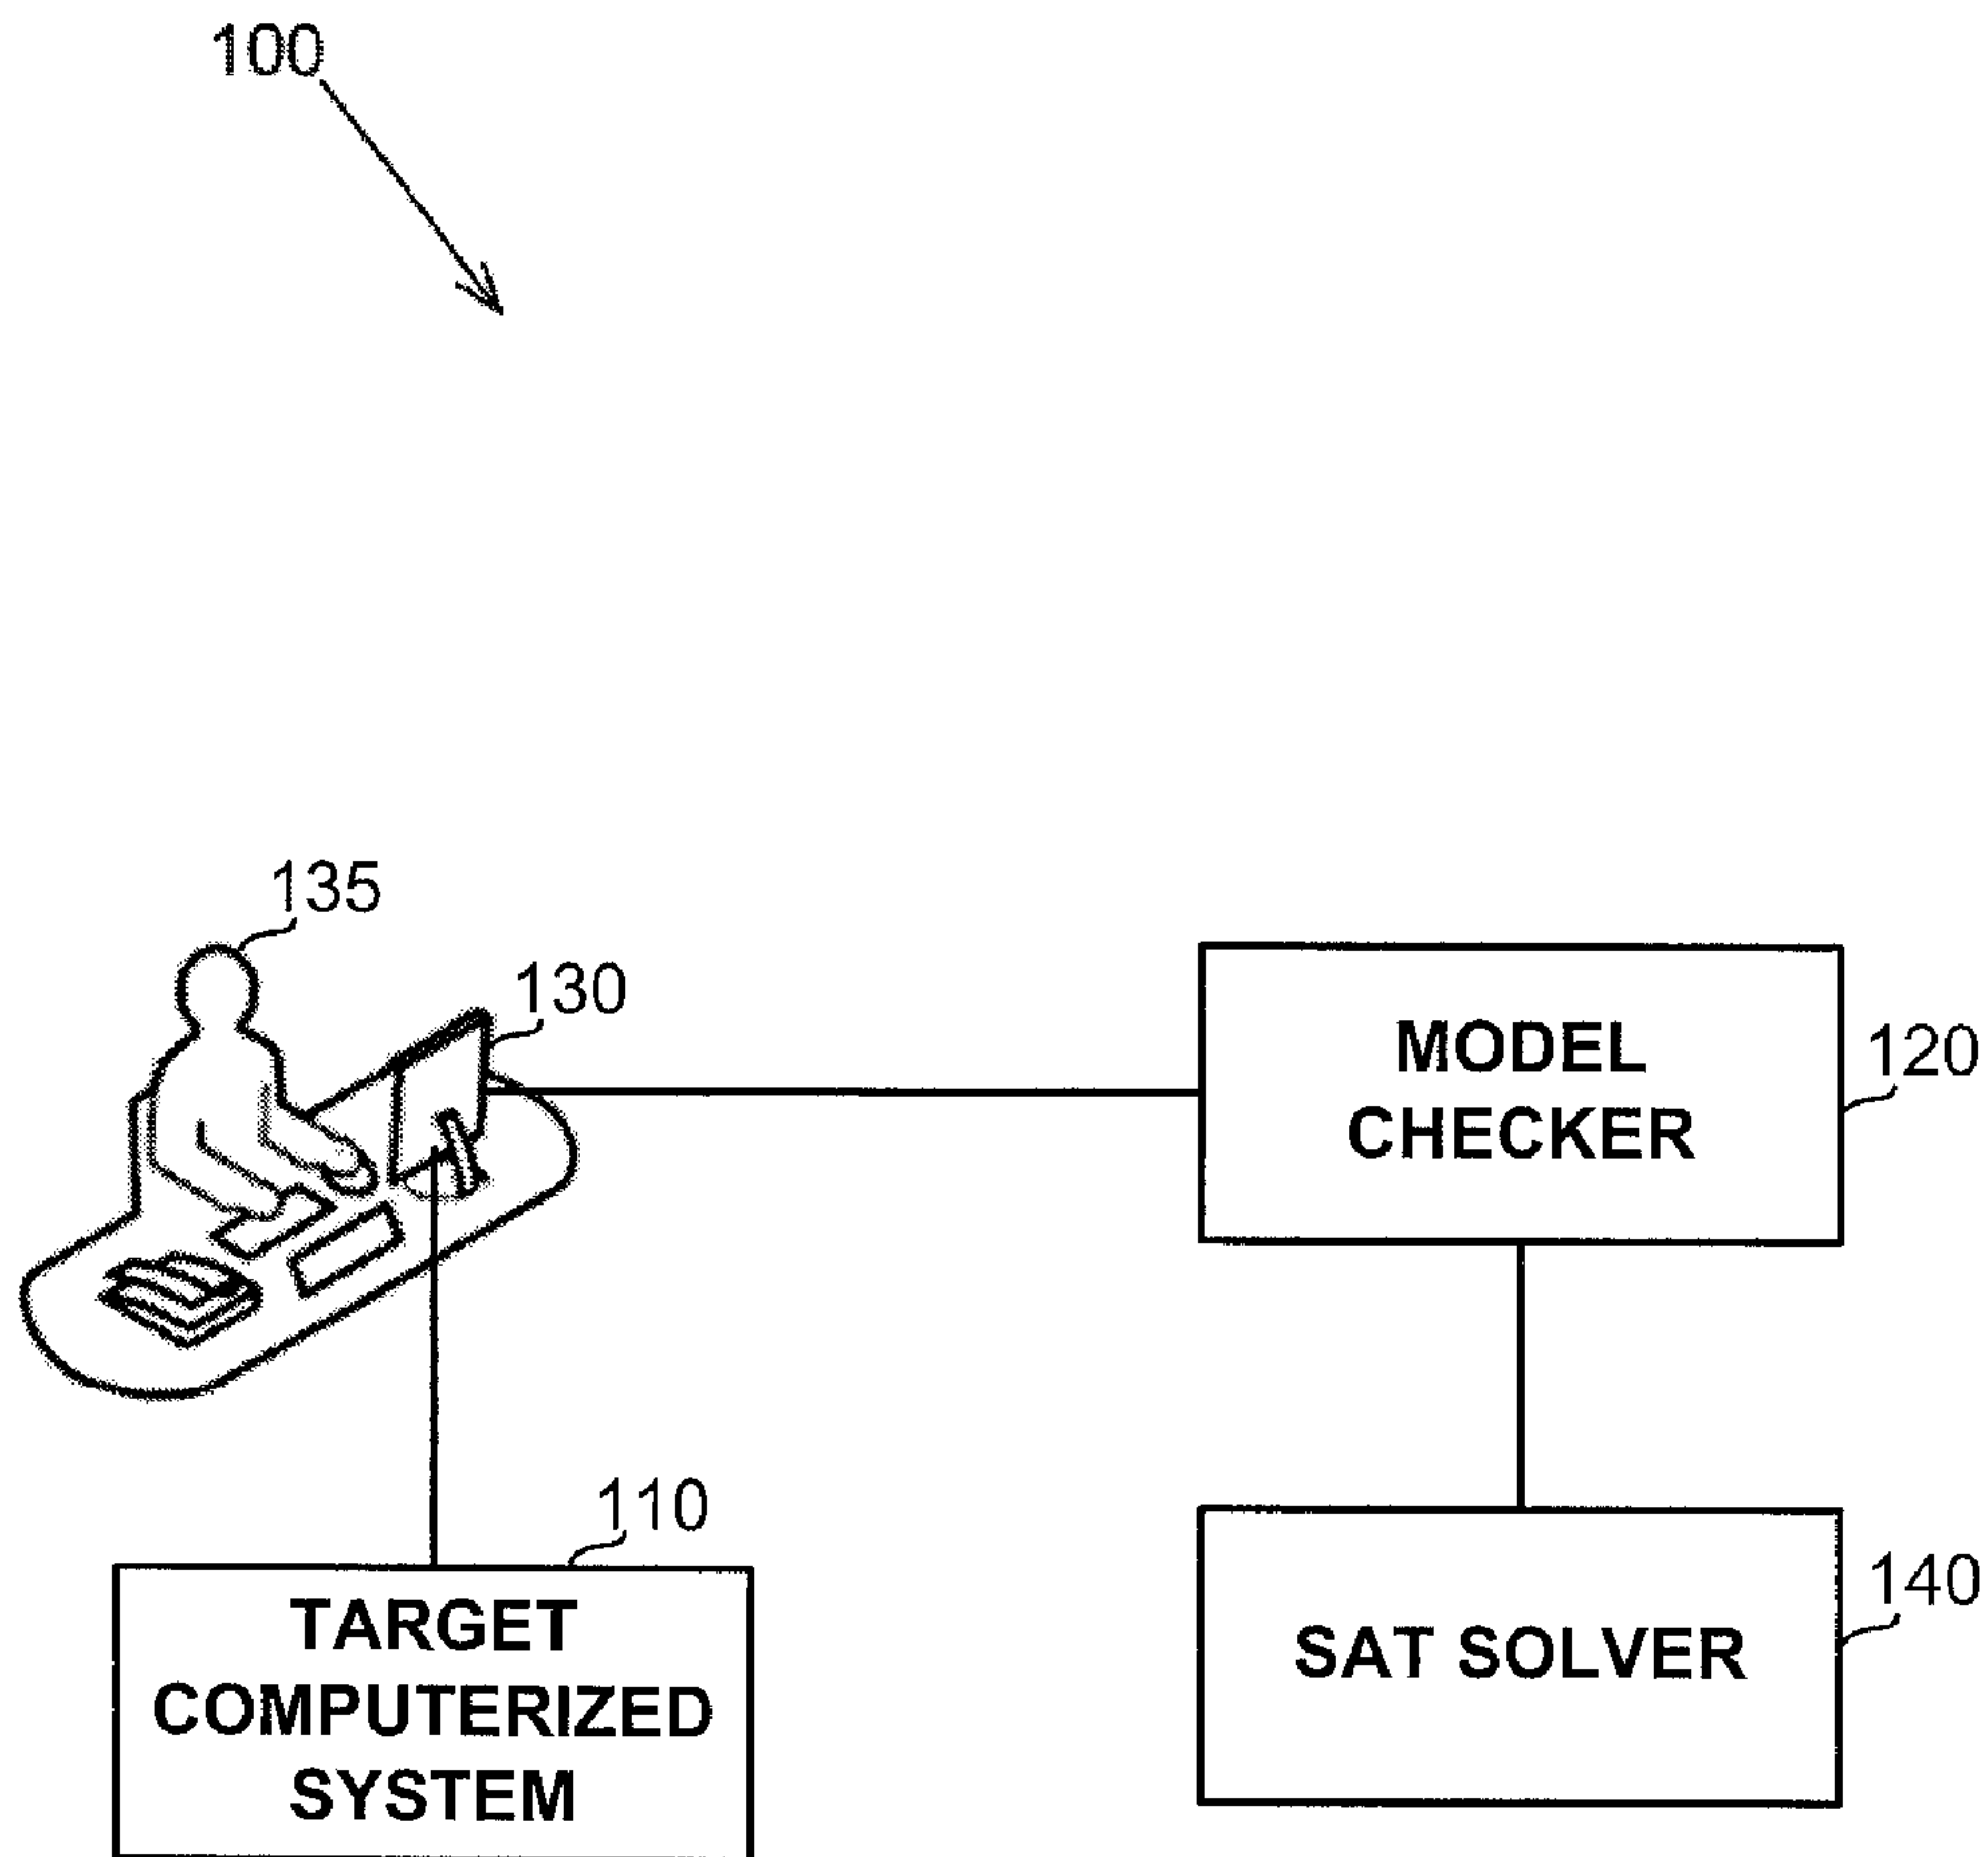 100
135
130
MODEL
CHECKER
120
110
TARGET
COMPUTERIZED
SYSTEM
SAT SOLVER
140